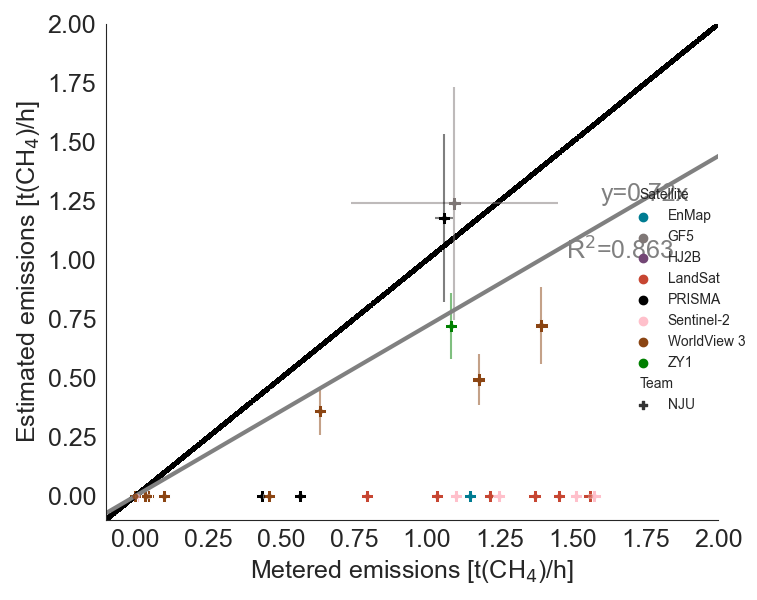 2.00
1.75
1.50
1.25
1.00
0.75
0.50
0.25
0.00
Estimated emissions [t(CH4)/h]
y=0.72x
R2=0.863
Satellite
EnMap
GF5
HJ2B
LandSat
PRISMA
Sentinel-2
WorldView 3
ZY1
Team
NJU
0.00 0.25 0.50 0.75 1.00 1.25 1.50 1.75 2.00
Metered emissions [t(CH4)/h]